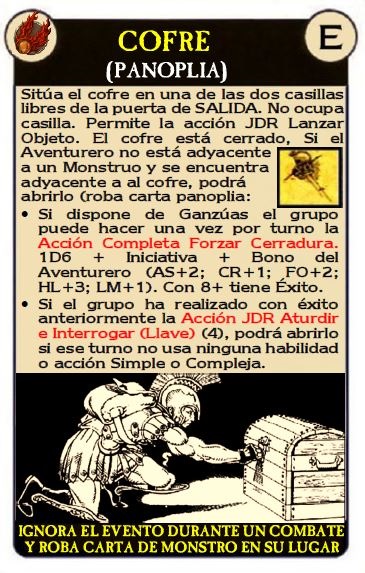 COFRE
E
(PANOPLIA)
Sitúa el cofre en una de las dos casillas
libres de la puerta de SALIDA. No ocupa
casilla. Permite la acción JDR Lanzar
Objeto. El cofre está cerrado, Si el
Aventurero no está adyacente
a un Monstruo y se encuentra
adyacente a al cofre, podrá
abrirlo (roba carta panoplia:
• Si dispone de Ganzúas el grupo
puede hacer una vez por turno la
Acción Completa Forzar Cerradura.
1D6 + Iniciativa + Bono del
Aventurero (AS+2; CR+1; FO+2;
HL+3; LM+1). Con 8+ tiene Éxito.
• Si el grupo ha realizado con éxito
anteriormente la Acción JDR Aturdir
e Interrogar (Llave) (4), podrá abrirlo
si ese turno no usa ninguna habilidad
o acción Simple o Compleja.
IGNORA EL EVENTO DURANTE UN COMBATE
Y ROBA CARTA DE MONSTRO EN SU LUGAR